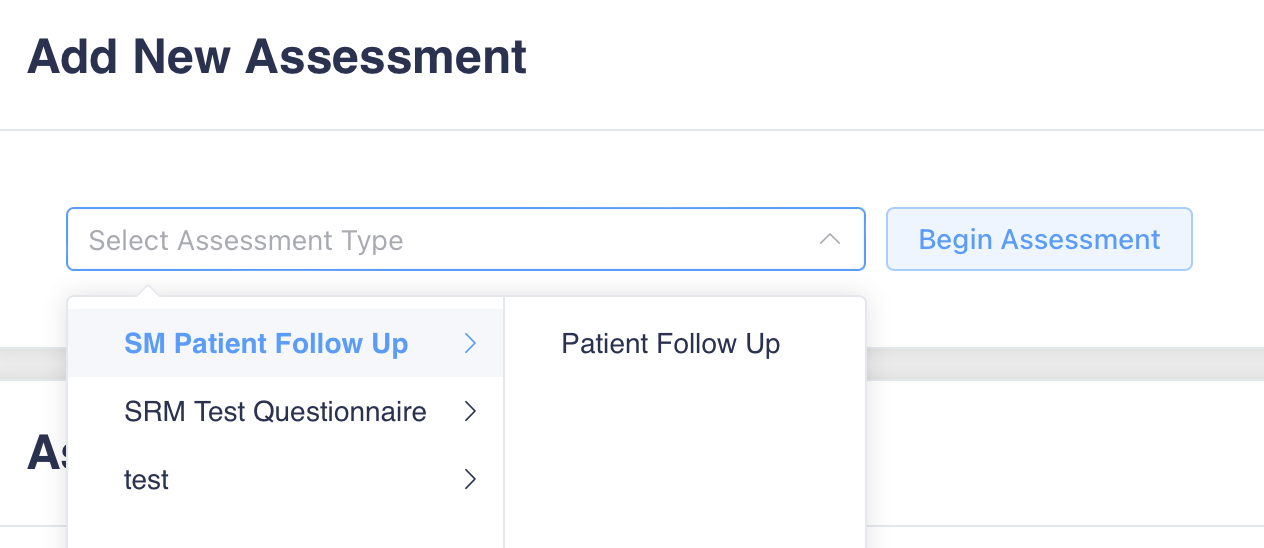 Add New Assessment
Select Assessment Type
Begin Assessment
SM Patient Follow Up
Patient Follow Up
SRM Test Questionnaire
test